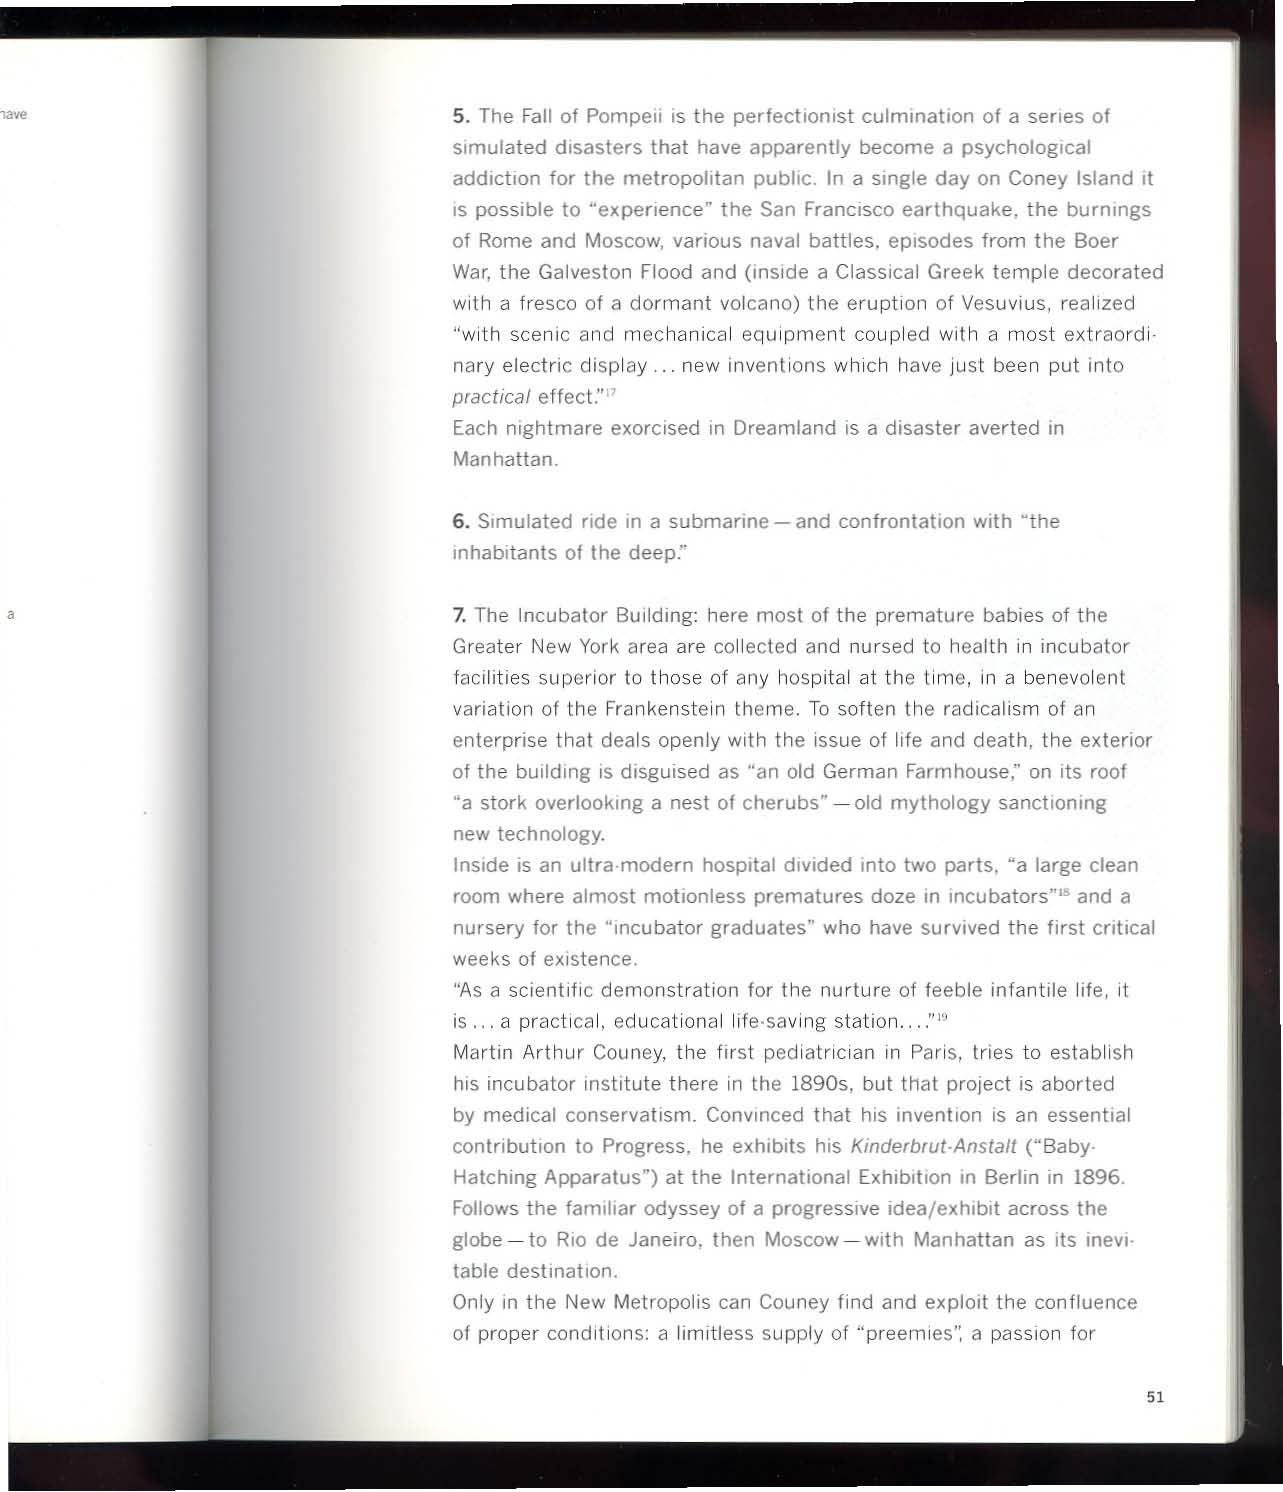 have
a
5. The Fall of Pompeii is the perfectionist culmination of a series of
simulated disasters that have apparently become a psychological
addiction for the metropolitan public. In a single day on Coney Island it
is possible to “experience” the San Francisco earthquake, the burnings
of Rome and Moscow, various naval battles, episodes from the Boer
War, the Galveston Flood and (inside a Classical Greek temple decorated
with a fresco of a dormant volcano) the eruption of Vesuvius, realized
“with scenic and mechanical equipment coupled with a most extraordi-
nary electric display ... new inventions which have just been put into
practical effect.”17
Each nightmare exorcised in Dreamland is a disaster averted in
Manhattan.
6. Simulated ride in a submarine — and confrontation with “the
inhabitants of the deep.”
7. The Incubator Building: here most of the premature babies of the
Greater New York area are collected and nursed to health in incubator
facilities superior to those of any hospital at the time, in a benevolent
variation of the Frankenstein theme. To soften the radicalism of an
enterprise that deals openly with the issue of life and death, the exterior
of the building is disguised as “an old German Farmhouse,” on its roof
“a stork overlooking a nest of cherubs” — old mythology sanctioning
new technology.
Inside is an ultra-modern hospital divided into two parts, “a large clean
room where almost motionless prematures doze in incubators”18 and a
nursery for the “incubator graduates” who have survived the first critical
weeks of existence.
“As a scientific demonstration for the nurture of feeble infantile life, it
is ... a practical, educational life-saving station....”19
Martin Arthur Couney, the first pediatrician in Paris, tries to establish
his incubator institute there in the 1890s, but that project is aborted
by medical conservatism. Convinced that his invention is an essential
contribution to Progress, he exhibits his Kinderbrut-Anstalt (“Baby-
Hatching Apparatus”) at the International Exhibition in Berlin in 1896.
Follows the familiar odyssey of a progressive idea/exhibit across the
globe — to Rio de Janeiro, then Moscow — with Manhattan as its inevi-
table destination.
Only in the New Metropolis can Couney find and exploit the confluence
of proper conditions: a limitless supply of “preemies”, a passion for
51